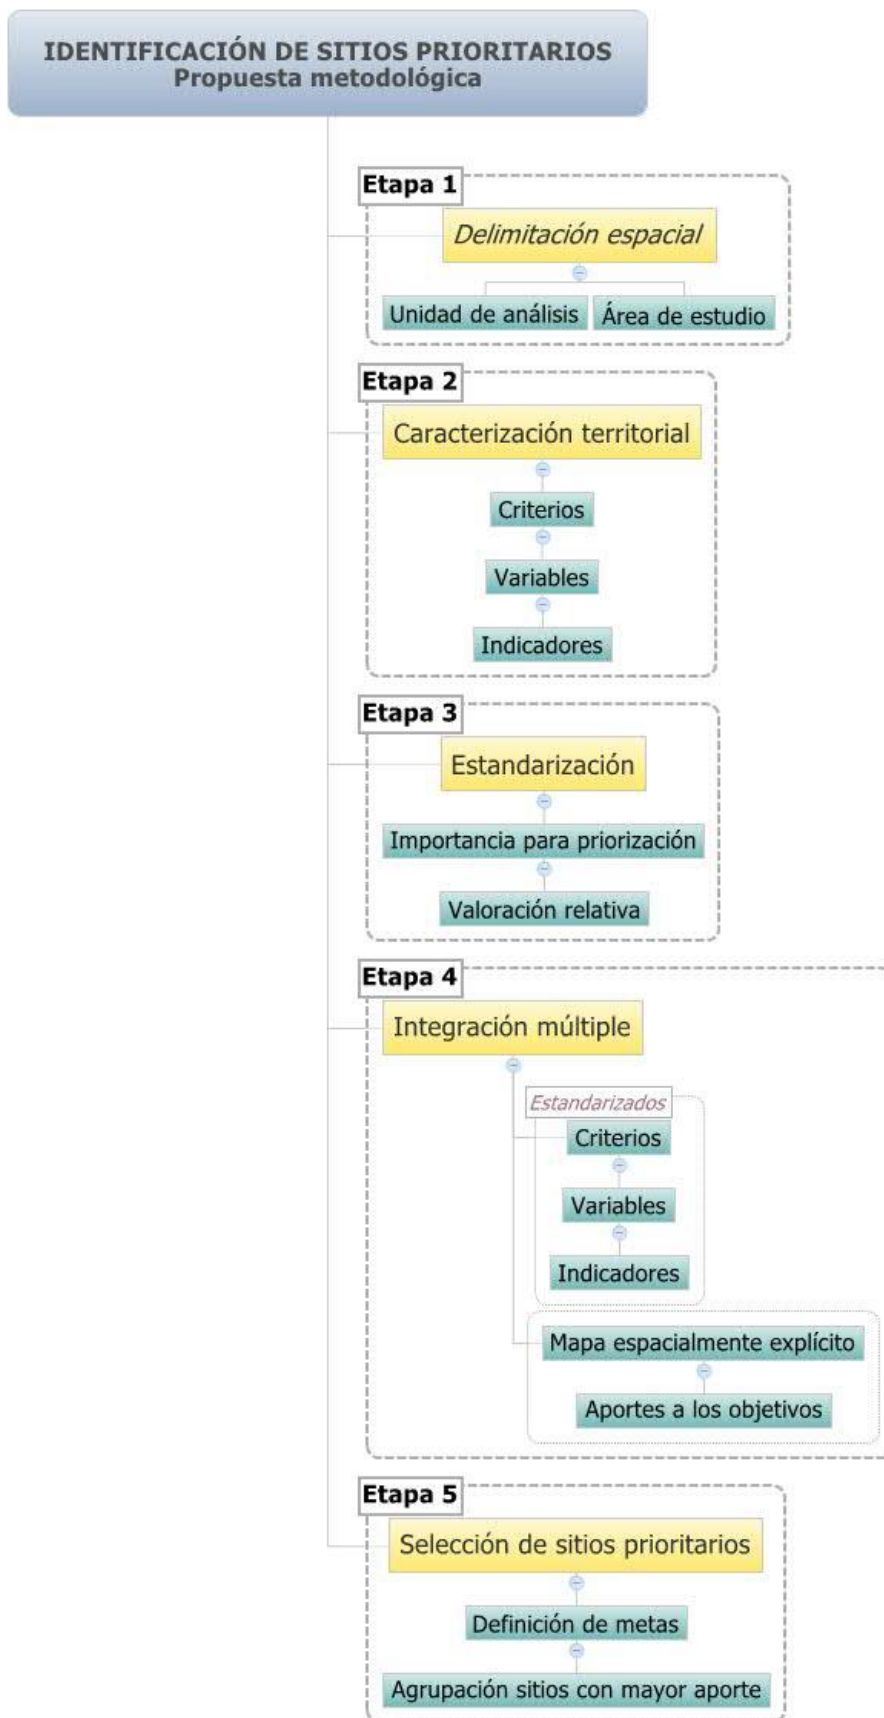 IDENTIFICACIÓN DE SITIOS PRIORITARIOS
Propuesta metodológica
Etapa 1
Delimitación espacial
Unidad de análisis
Área de estudio
Etapa 2
Caracterización territorial
Criterios
Variables
Indicadores
Etapa 3
Estandarización
Importancia para priorización
Valoración relativa
Etapa 4
Integración múltiple
Estandarizados
Criterios
Variables
Indicadores
Mapa espacialmente explícito
Aportes a los objetivos
Etapa 5
Selección de sitios prioritarios
Definición de metas
Agrupación sitios con mayor aporte